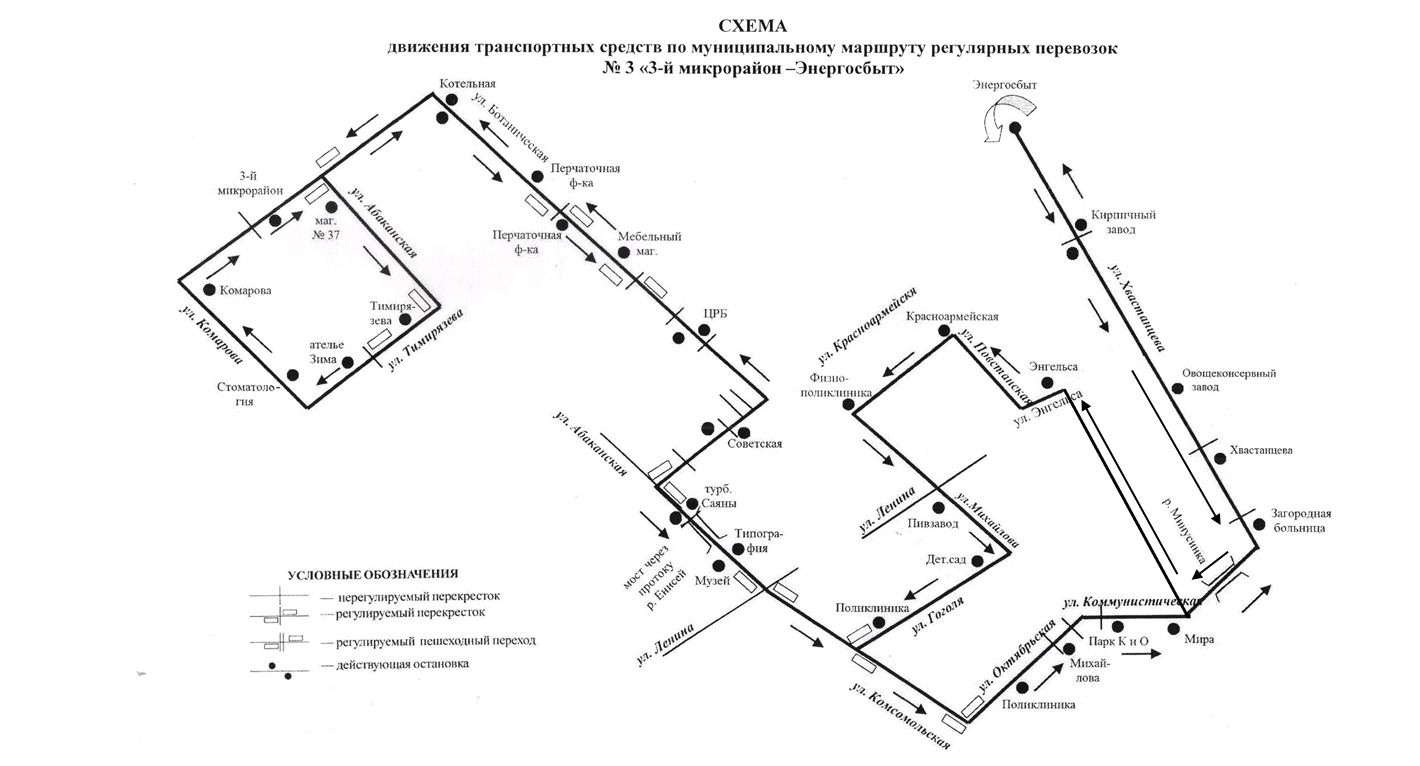 СХЕМА
движения транспортных средств по муниципальному маршруту регулярных перевозок
№ 3 «3-й микрорайон –Энергосбыт»
Котельная
ул. Ботаническая
Энергосбыт
3-й
микрорайон
маг.
№ 37
ул. Абаканская
Перчаточная
ф-ка
Перчаточная
ф-ка
Мебельный
маг.
Кирпичный
завод
ул. Хвастанцева
Комарова
ул. Комарова
Тимиря-
зева
ул. Тимирязева
ателье
Зима
Стоматоло-
гия
ЦРБ
ул. Красноармейскя
Красноармейская
ул. Повстанская
Энгельса
ул. Энгельса
Физио-
поликлиника
Овощеконсервный
завод
Хвастанцева
Советская
ул. Абаканская
турб.
Саяны
Типогра-
фия
Музей
мост через
протоку
р. Енисей
ул. Ленина
ул. Ленина
Пивзавод
ул.Михайлова
Дет.сад
р. Минусинка
Загородная
больница
Поликлиника
ул. Гоголя
ул. Коммунистическая
Парк К и О
Мира
ул. Октябрьская
Михай-
лова
Поликлиника
ул. Комсомольская
УСЛОВНЫЕ ОБОЗНАЧЕНИЯ
— нерегулируемый перекресток
— регулируемый перекресток
— регулируемый пешеходный переход
— действующая остановка